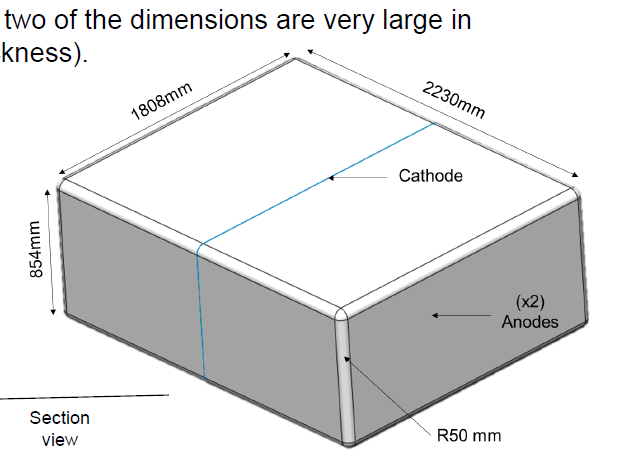 two of the dimensions are very large in
kness).
1808mm
2230mm
Cathode
854mm
(x2)
Anodes
Section
view
R50 mm